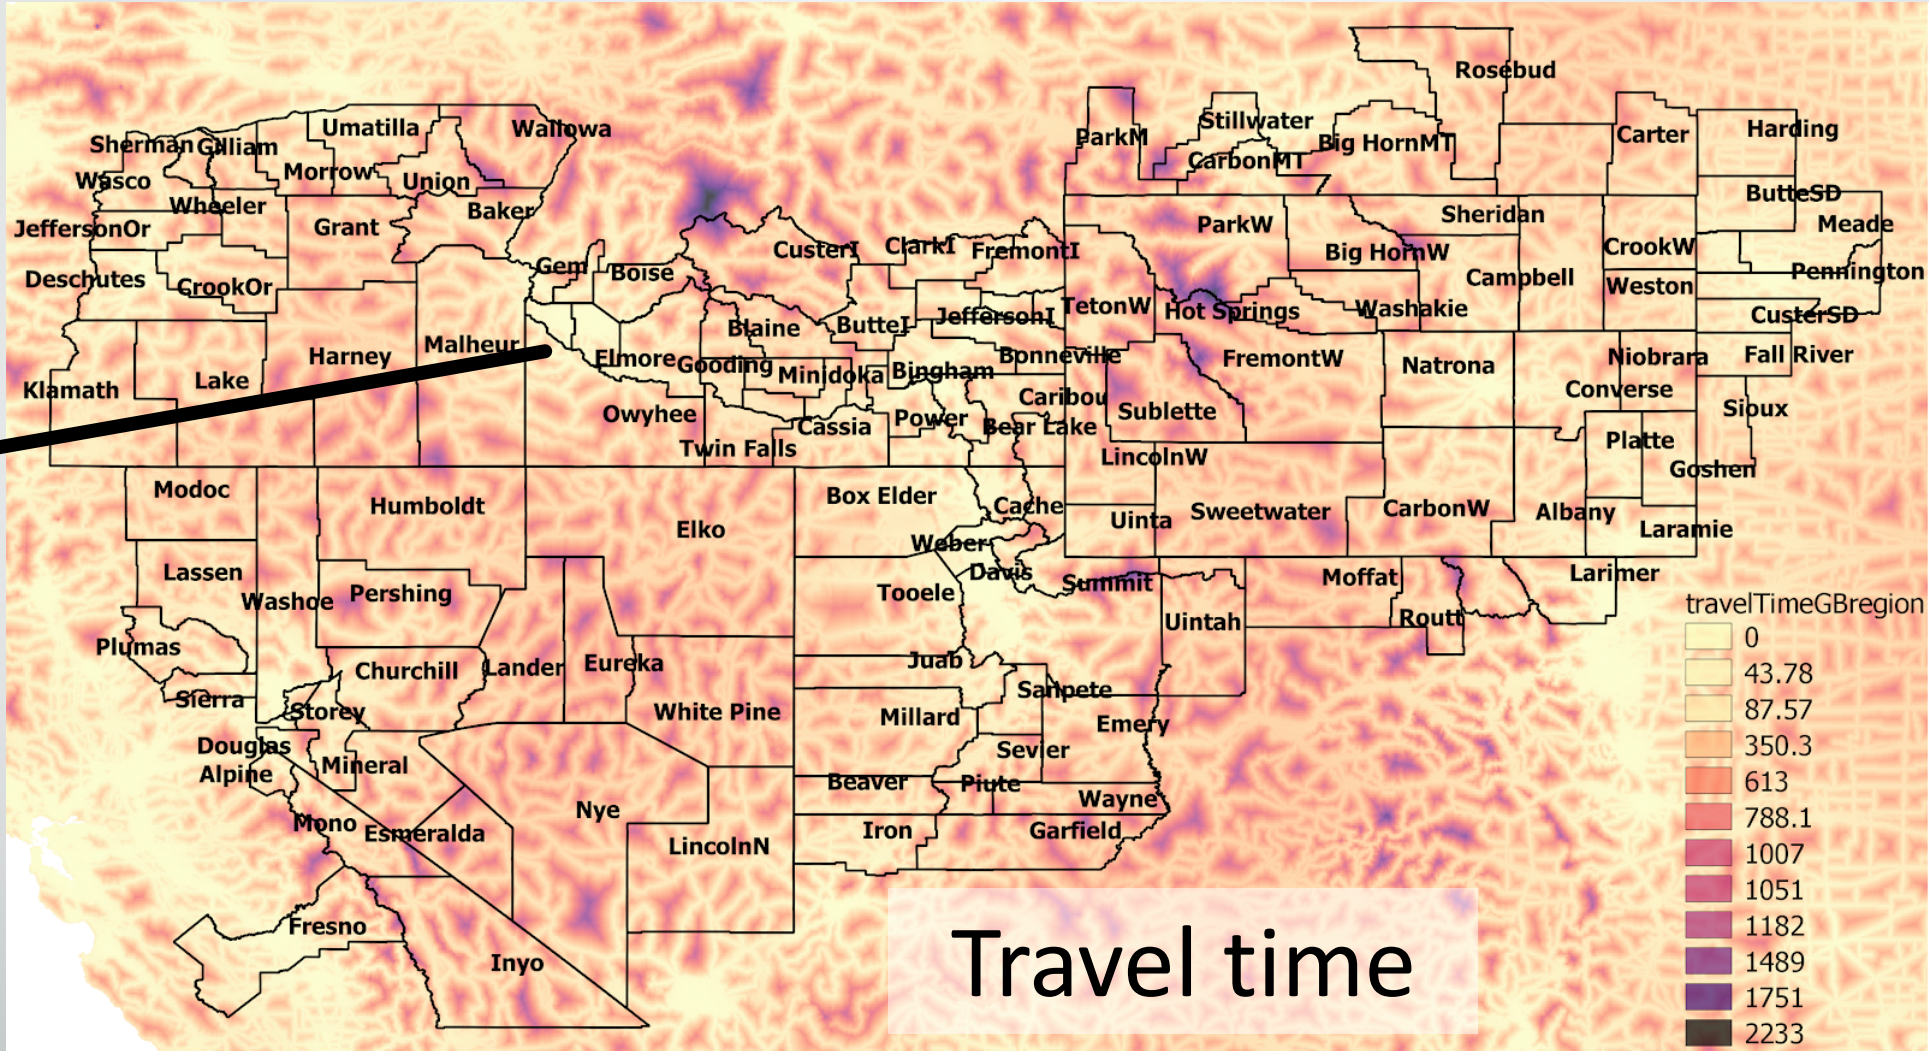 Rosebud
Stillwater
ParkM
Big HornMT
CarbonMT
Carter
Harding
Umatilla
Wallowa
Sherman
Gilliam
Morrow
Union
Wasco
Wheeler
Baker
JeffersonOr
Grant
ButteSD
Meade
Sheridan
ParkW
CusterI
ClarkI
FremontI
Big HornW
CrookW
Gem
Boise
Deschutes
CrookOr
Campbell
Weston
Pennington
TetonW
Hot Springs
Washakie
CusterSD
Malheur
Blaine
ButteI
JeffersonI
Harney
Elmore
Gooding
Minidoka
Bingham
Bonneville
FremontW
Natrona
Niobrara
Fall River
Klamath
Lake
Converse
Caribou
Owyhee
Cassia
Power
Bear Lake
Sublette
Sioux
Twin Falls
LincolnW
Platte
Goshen
Modoc
Humboldt
Box Elder
Cache
Elko
Uinta
Sweetwater
CarbonW
Albany
Laramie
Weber
Lassen
Washoe
Pershing
Tooele
Davis
Summit
Moffat
Larimer
Uintah
Routt
Plumas
Churchill
Lander
Eureka
Juab
Sanpete
Sierra
Storey
White Pine
Millard
Emery
Douglas
Alpine
Mineral
Sevier
Beaver
Piute
Wayne
Mono
Esmeralda
Nye
LincolnN
Iron
Garfield
Fresno
Inyo
Travel time
travelTimeGBregion
0
43.78
87.57
350.3
613
788.1
1007
1051
1182
1489
1751
2233